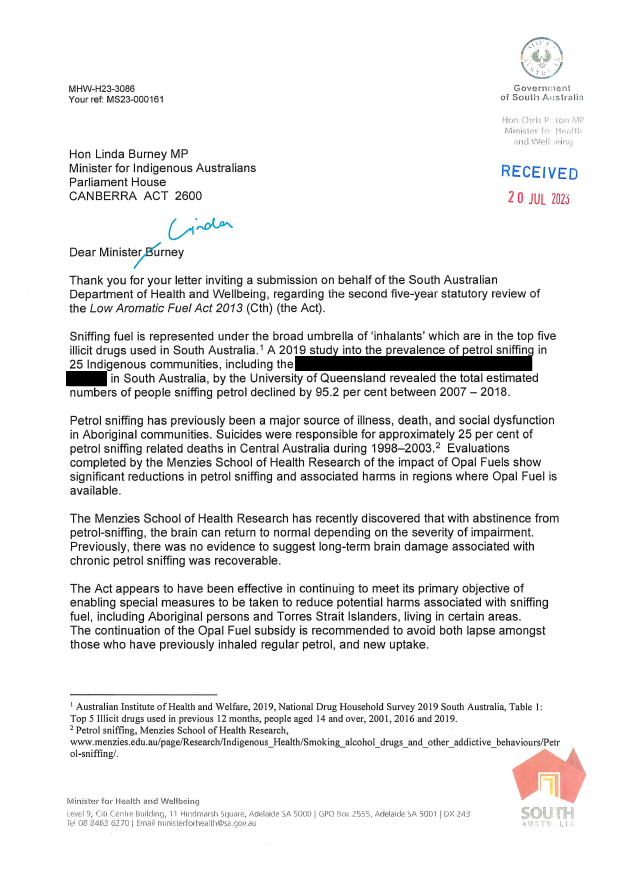 MHW-H23-3086
Your ref: MS23-000161
Government
of South Australia
Hon Chris Picton MP
Minister for Health
and Wellbeing
RECEIVED
20 JUL 2023
Hon Linda Burney MP
Minister for Indigenous Australians
Parliament House
CANBERRA ACT 2600
Linda
Dear Minister Burney
Thank you for your letter inviting a submission on behalf of the South Australian
Department of Health and Wellbeing, regarding the second five-year statutory review of
the Low Aromatic Fuel Act 2013 (Cth) (the Act).
Sniffing fuel is represented under the broad umbrella of ‘inhalants’ which are in the top five
illicit drugs used in South Australia.¹ A 2019 study into the prevalence of petrol sniffing in
25 Indigenous communities, including the
in South Australia, by the University of Queensland revealed the total estimated
numbers of people sniffing petrol declined by 95.2 per cent between 2007 – 2018.
Petrol sniffing has previously been a major source of illness, death, and social dysfunction
in Aboriginal communities. Suicides were responsible for approximately 25 per cent of
petrol sniffing related deaths in Central Australia during 1998–2003.² Evaluations
completed by the Menzies School of Health Research of the impact of Opal Fuels show
significant reductions in petrol sniffing and associated harms in regions where Opal Fuel is
available.
The Menzies School of Health Research has recently discovered that with abstinence from
petrol-sniffing, the brain can return to normal depending on the severity of impairment.
Previously, there was no evidence to suggest long-term brain damage associated with
chronic petrol sniffing was recoverable.
The Act appears to have been effective in continuing to meet its primary objective of
enabling special measures to be taken to reduce potential harms associated with sniffing
fuel, including Aboriginal persons and Torres Strait Islanders, living in certain areas.
The continuation of the Opal Fuel subsidy is recommended to avoid both lapse amongst
those who have previously inhaled regular petrol, and new uptake.
¹ Australian Institute of Health and Welfare, 2019, National Drug Household Survey 2019 South Australia, Table 1:
Top 5 Illicit drugs used in previous 12 months, people aged 14 and over, 2001, 2016 and 2019.
² Petrol sniffing, Menzies School of Health Research,
www.menzies.edu.au/page/Research/Indigenous_Health/Smoking_alcohol_drugs_and_other_addictive_behaviours/Petr
ol-sniffing/.
Minister for Health and Wellbeing
Level 9, Citi Centre Building, 11 Hindmarsh Square, Adelaide SA 5000 | GPO Box 2555, Adelaide SA 5001 | DX 243
Tel 08 8463 6270 | Email ministerforhealth@sa.gov.au
SOUTH
AUSTRALIA